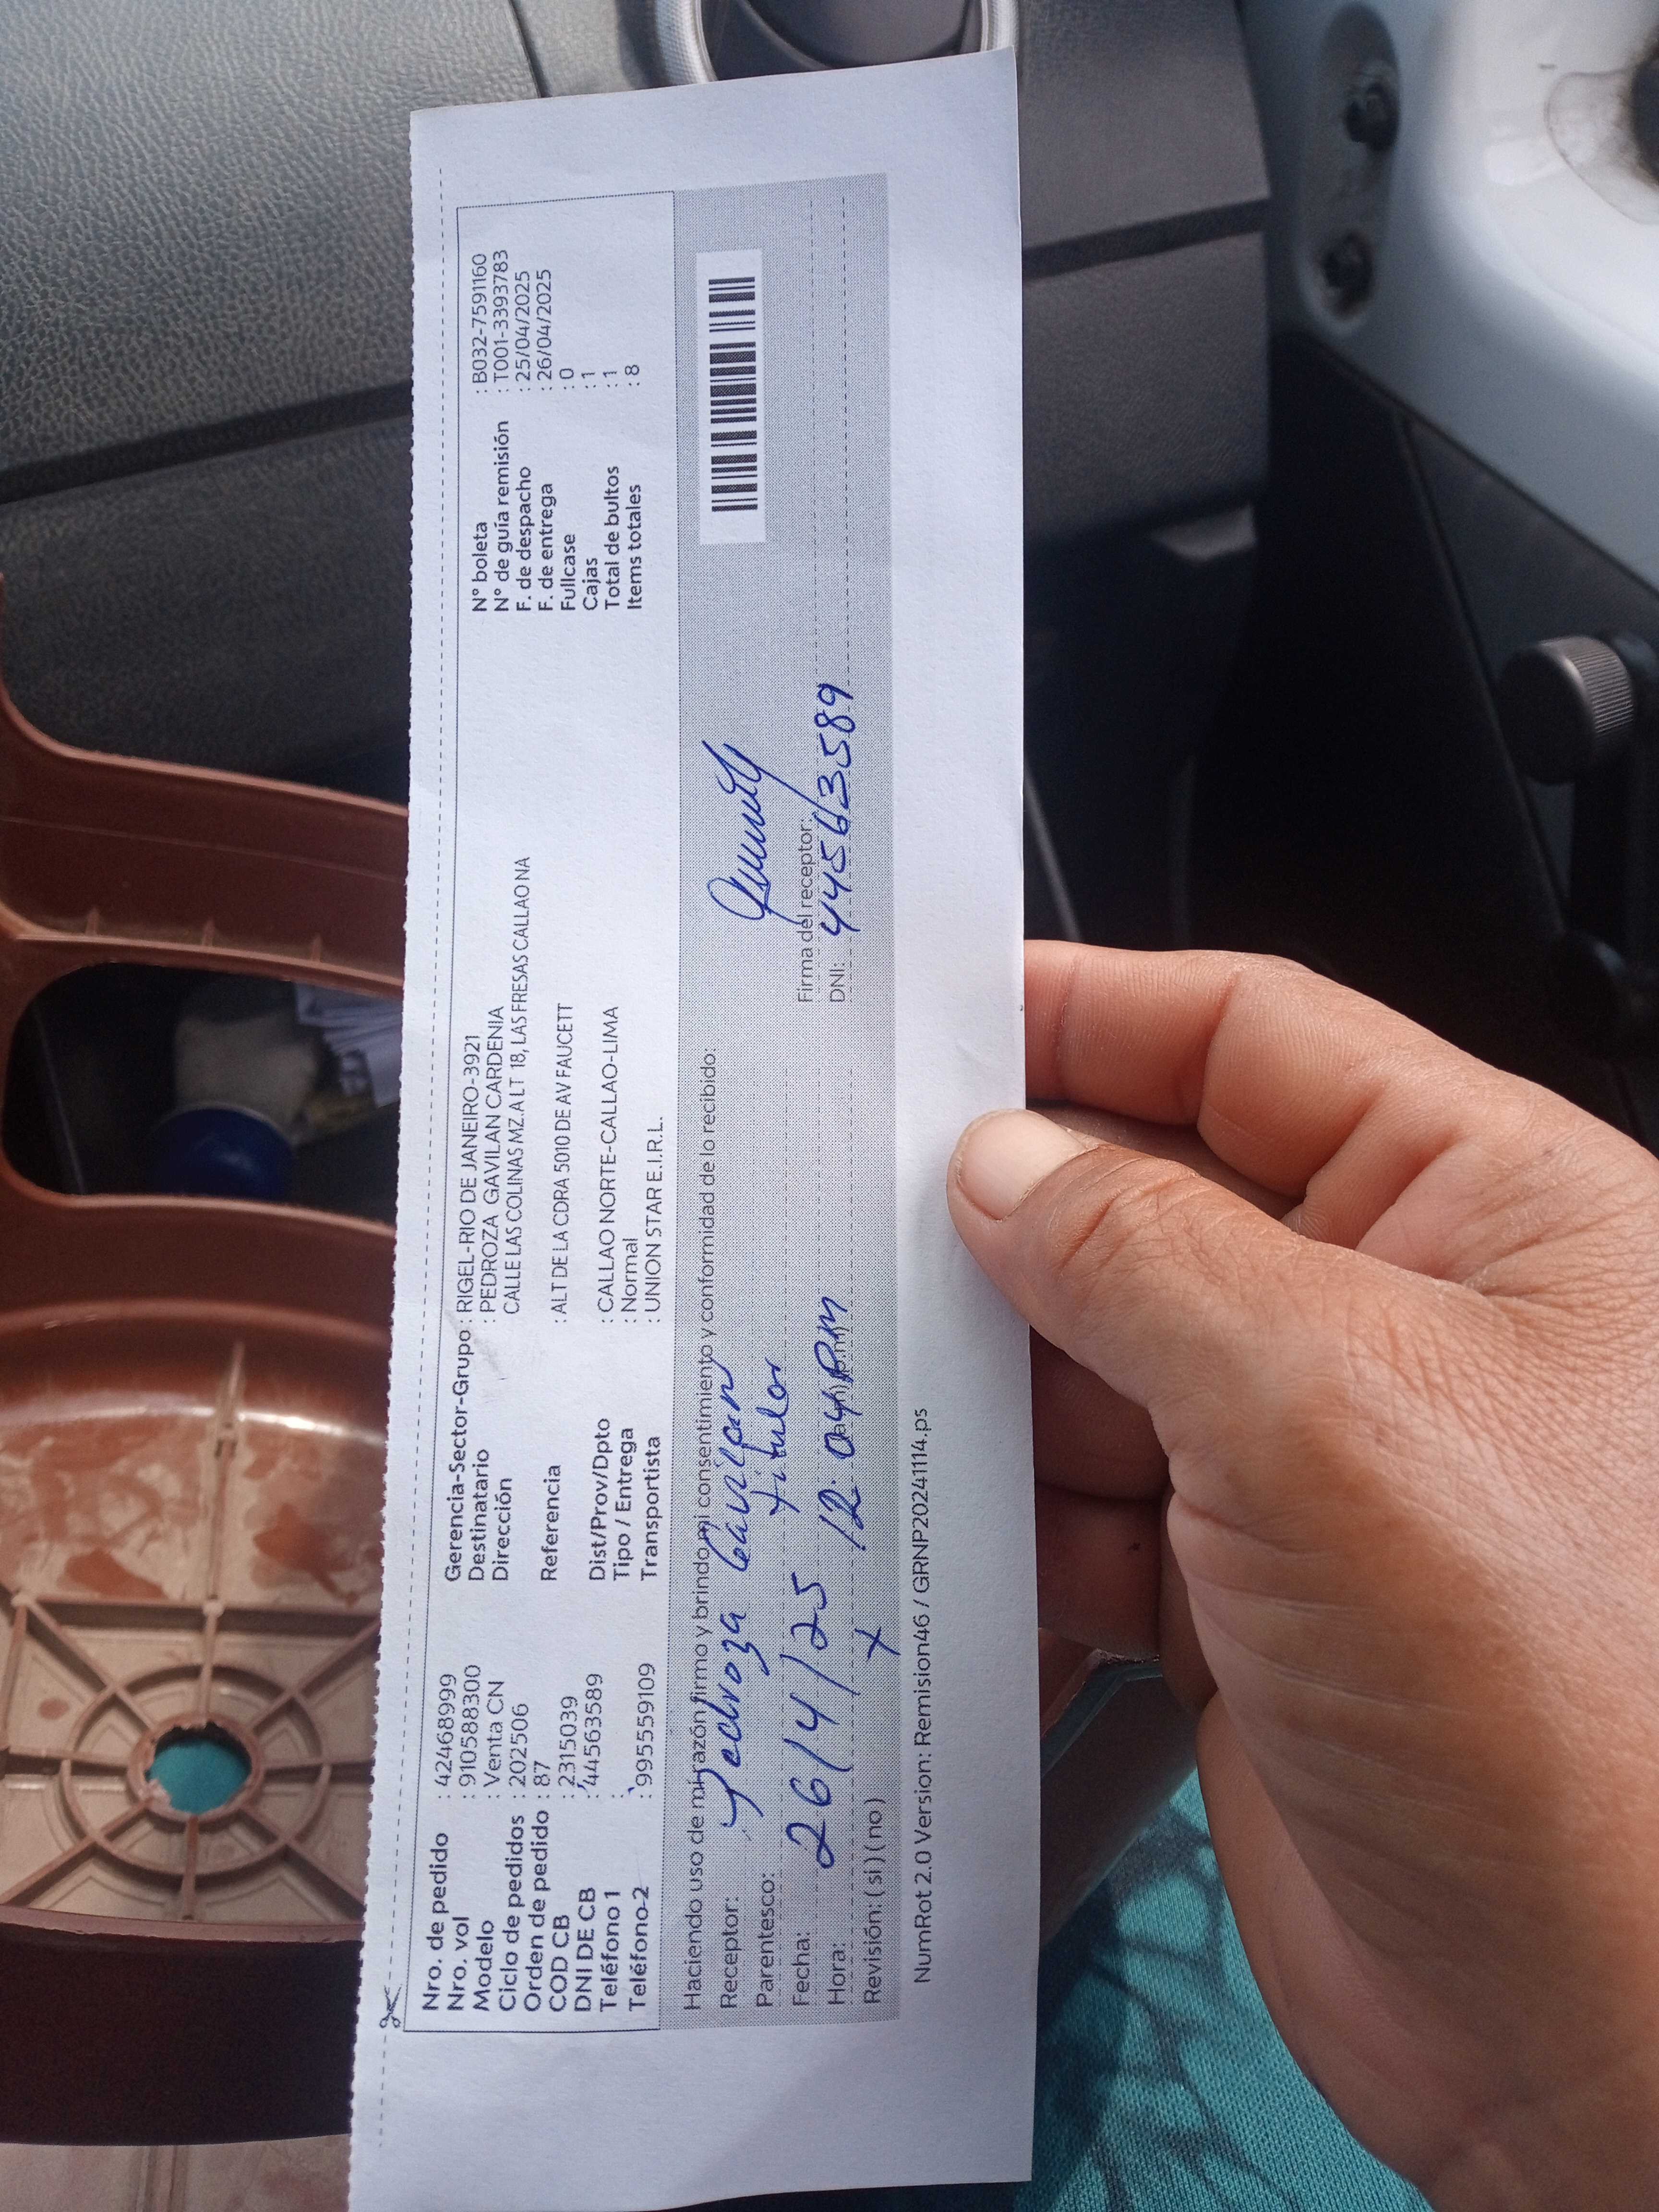 Nro. de pedido : 42468999
Nro. vol : 910588300
Modelo : Venta CN
Ciclo de pedidos : 202506
Orden de pedido : 87
COD CB : 2315039
DNI DE CB : 44563589
Teléfono 1 :
Teléfono-2 : 995559109
Gerencia-Sector-Grupo : RIGEL-RIO DE JANEIRO-3921
Destinatario : PEDROZA GAVILAN CARDENIA
Dirección CALLE LAS COLINAS MZ.A LT 18, LAS FRESAS CALLAO NA
Referencia : ALT DE LA CDRA 5010 DE AV FAUCETT
Dist/Prov/Dpto : CALLAO NORTE-CALLAO-LIMA
Tipo / Entrega : Normal
Transportista : UNION STAR E.I.R.L.
N° boleta : B032-7591160
N° de guía remisión : T001-3393783
F. de despacho : 25/04/2025
F. de entrega : 26/04/2025
Fullcase : 0
Cajas : 1
Total de bultos : 1
Items totales : 8
Haciendo uso de mi razón firmo y brindo mi consentimiento y conformidad de lo recibido:
Receptor: Pedroza Gavilan
Parentesco: titular
Fecha: 26/4/25
Hora: 12:04 PM
Revisión: ( si ) ( no ) X
Firma del receptor:
DNI: 44563589
NumRot 2.0 Version: Remision46 / GRNP20241114.ps